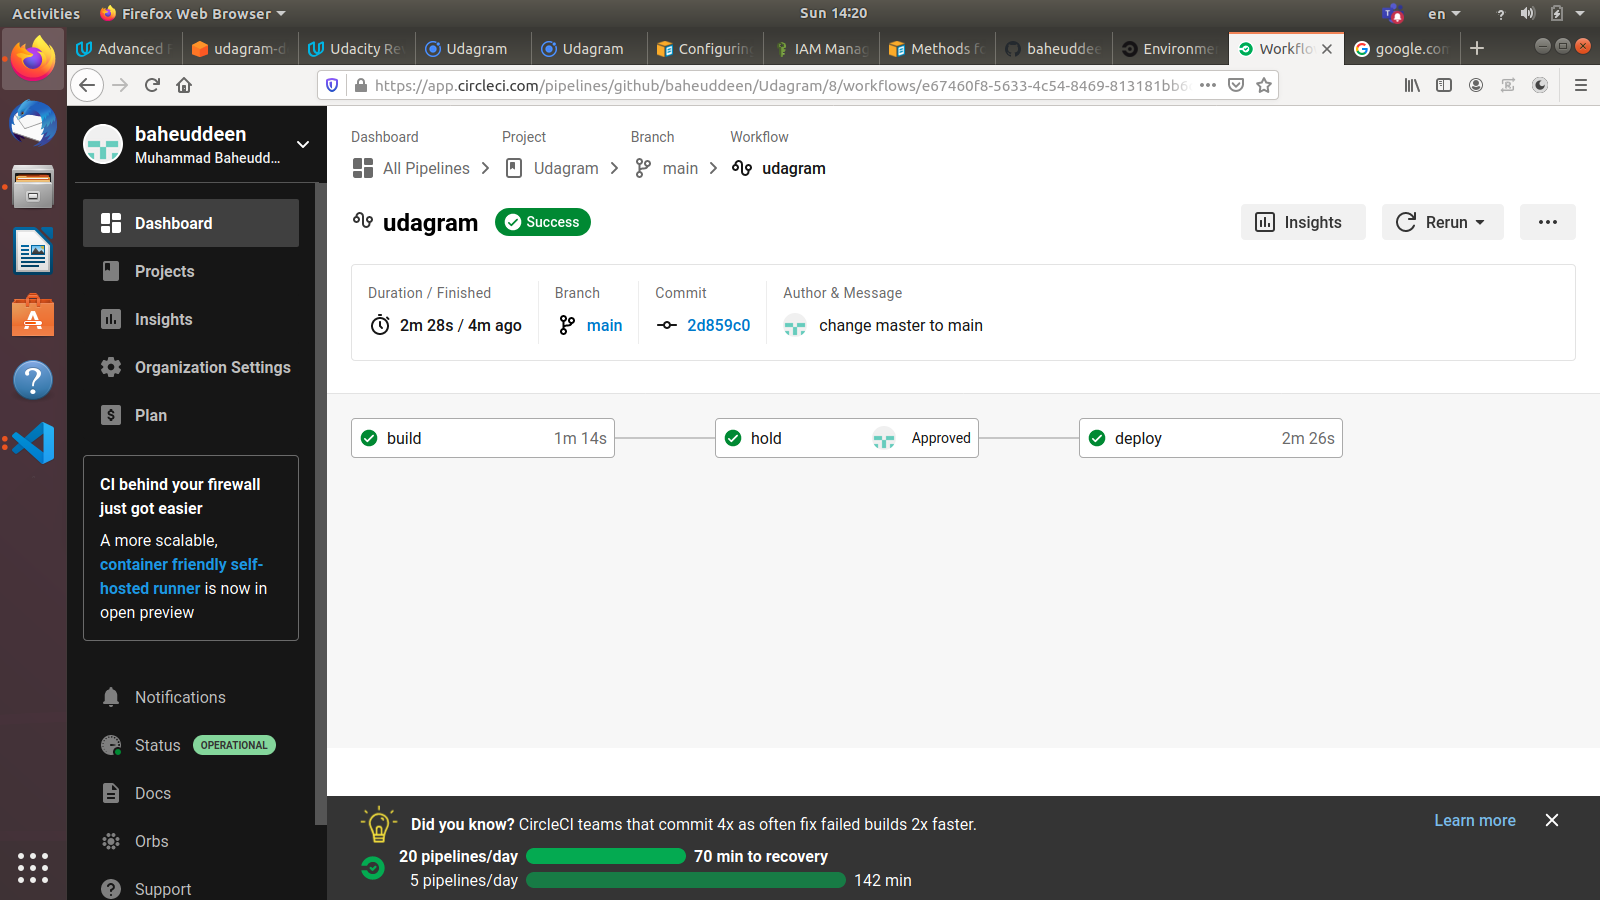 Activities Firefox Web Browser Sun 14:20 en
Advanced udagram-d Udacity Re Udagram Udagram Configurin IAM Manag Methods fo baheuddee Environme Workflo google.com
https://app.circleci.com/pipelines/github/baheuddeen/Udagram/8/workflows/e67460f8-5633-4c54-8469-813181bb6
baheuddeen
Muhammad Baheudd...
Dashboard
Projects
Insights
Organization Settings
Plan
CI behind your firewall
just got easier
A more scalable,
container friendly self-
hosted runner is now in
open preview
Notifications
Status OPERATIONAL
Docs
Orbs
Support
Dashboard Project Branch Workflow
All Pipelines Udagram main udagram
udagram Success Insights Rerun
Duration / Finished Branch Commit Author & Message
2m 28s / 4m ago main 2d859c0 change master to main
build 1m 14s hold Approved deploy 2m 26s
Did you know? CircleCI teams that commit 4x as often fix failed builds 2x faster. Learn more
20 pipelines/day 70 min to recovery
5 pipelines/day 142 min